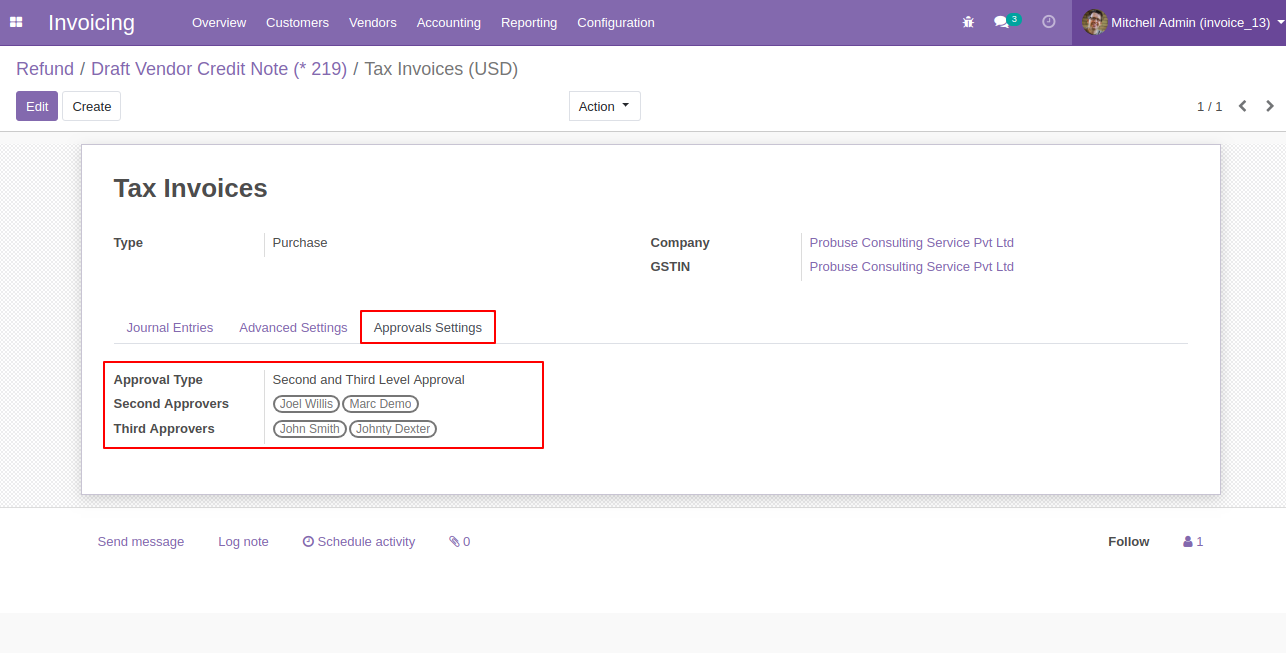 Invoicing Overview Customers Vendors Accounting Reporting Configuration 3 Mitchell Admin (invoice_13)
Refund / Draft Vendor Credit Note (* 219) / Tax Invoices (USD)
Edit Create Action 1 / 1
Tax Invoices
Type Purchase Company Probuse Consulting Service Pvt Ltd
GSTIN Probuse Consulting Service Pvt Ltd
Journal Entries Advanced Settings Approvals Settings
Approval Type Second and Third Level Approval
Second Approvers Joel Willis Marc Demo
Third Approvers John Smith Johnty Dexter
Send message Log note Schedule activity 0 Follow 1